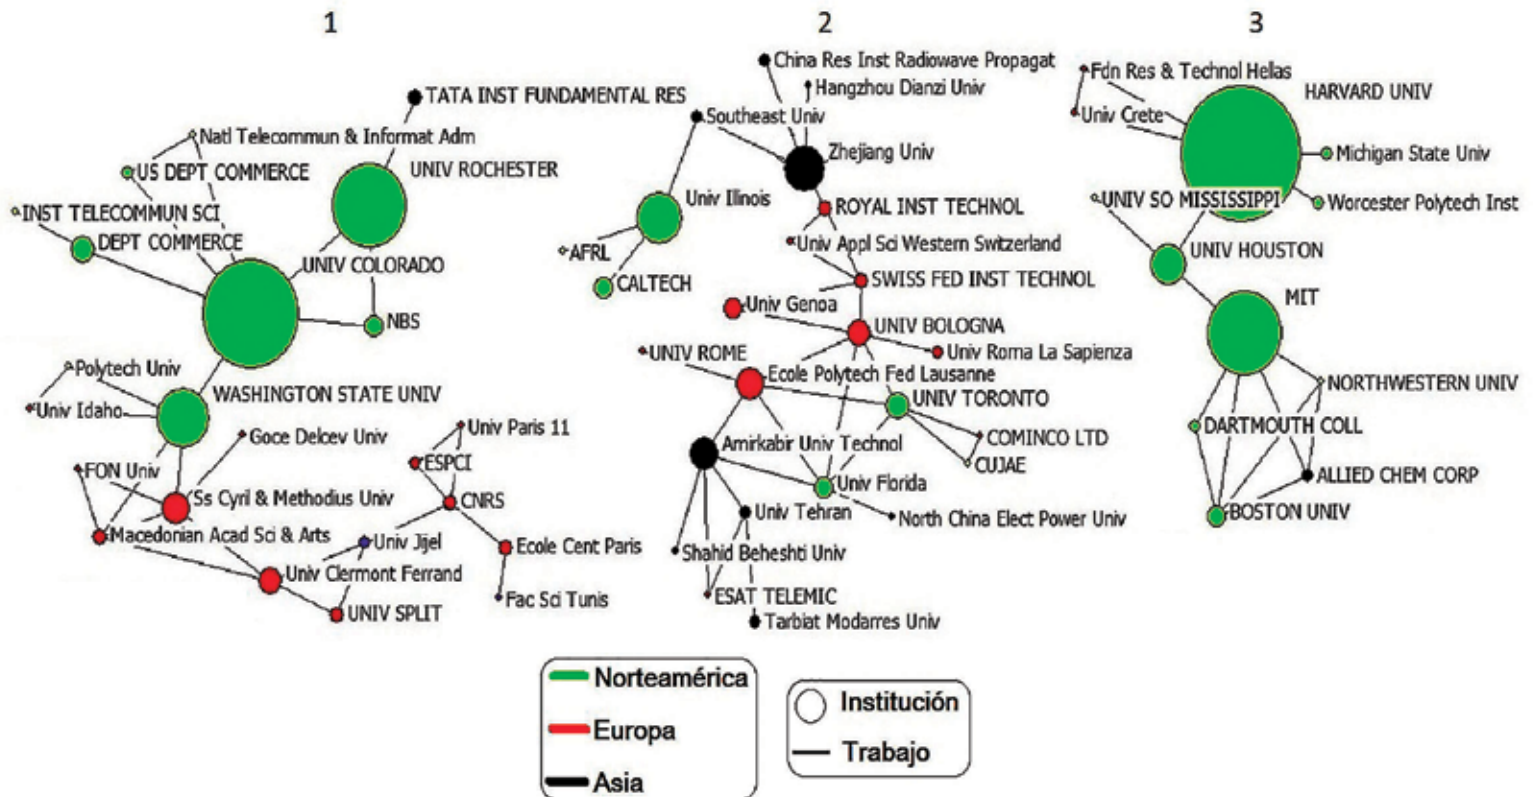 1
2
3
TATA INST FUNDAMENTAL RES
Natl Telecommun & Informat Adm
US DEPT COMMERCE
UNIV ROCHESTER
INST TELECOMMUN SCI
DEPT COMMERCE
UNIV COLORADO
NBS
Polytech Univ
WASHINGTON STATE UNIV
Univ Idaho
Goce Delcev Univ
Univ Paris 11
FON Univ
ESPCI
Ss Cyril & Methodius Univ
CNRS
Macedonian Acad Sci & Arts
Univ Jijel
Ecole Cent Paris
Univ Clermont Ferrand
Fac Sci Tunis
UNIV SPLIT
China Res Inst Radiowave Propagat
Hangzhou Dianzi Univ
Southeast Univ
Zhejiang Univ
Univ Illinois
ROYAL INST TECHNOL
AFRL
Univ Appl Sci Western Switzerland
CALTECH
SWISS FED INST TECHNOL
Univ Genoa
UNIV BOLOGNA
UNIV ROME
Univ Roma La Sapienza
Ecole Polytech Fed Lausanne
UNIV TORONTO
Amirkabir Univ Technol
COMINCO LTD
CUJAE
Univ Florida
Univ Tehran
North China Elect Power Univ
Shahid Beheshti Univ
ESAT TELEMIC
Tarbiat Modarres Univ
Fdn Res & Technol Hellas
HARVARD UNIV
Univ Crete
Michigan State Univ
UNIV SO MISSISSIPPI
Worcester Polytech Inst
UNIV HOUSTON
MIT
NORTHWESTERN UNIV
DARTMOUTH COLL
ALLIED CHEM CORP
BOSTON UNIV
Norteamérica
Europa
Asia
Institución
Trabajo